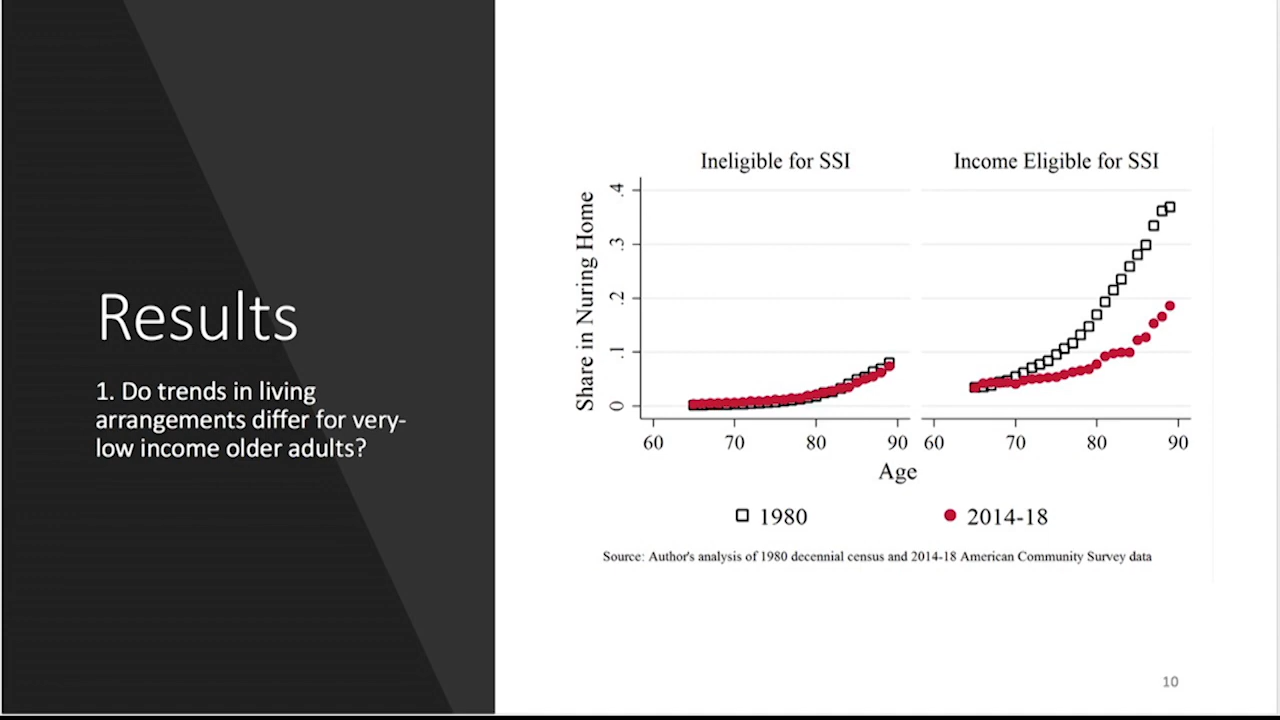 Results
1. Do trends in living
arrangements differ for very-
low income older adults?
Ineligible for SSI
Income Eligible for SSI
Share in Nuring Home
.4
.3
.2
.1
0
60 70 80 90 60 70 80 90
Age
1980
2014-18
Source: Author's analysis of 1980 decennial census and 2014-18 American Community Survey data
10